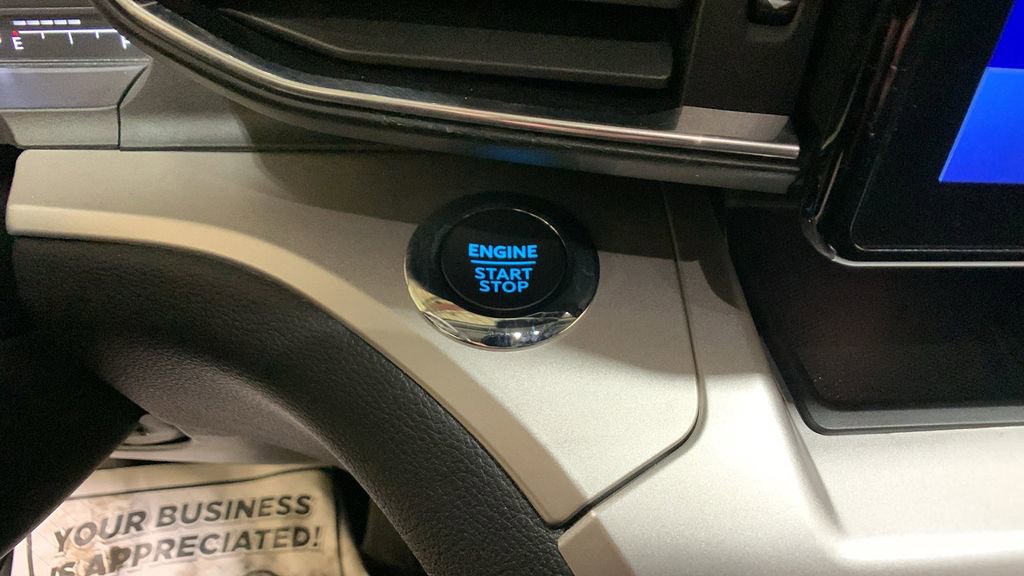 E F
ENGINE
START
STOP
YOUR BUSINESS
IS APPRECIATED!